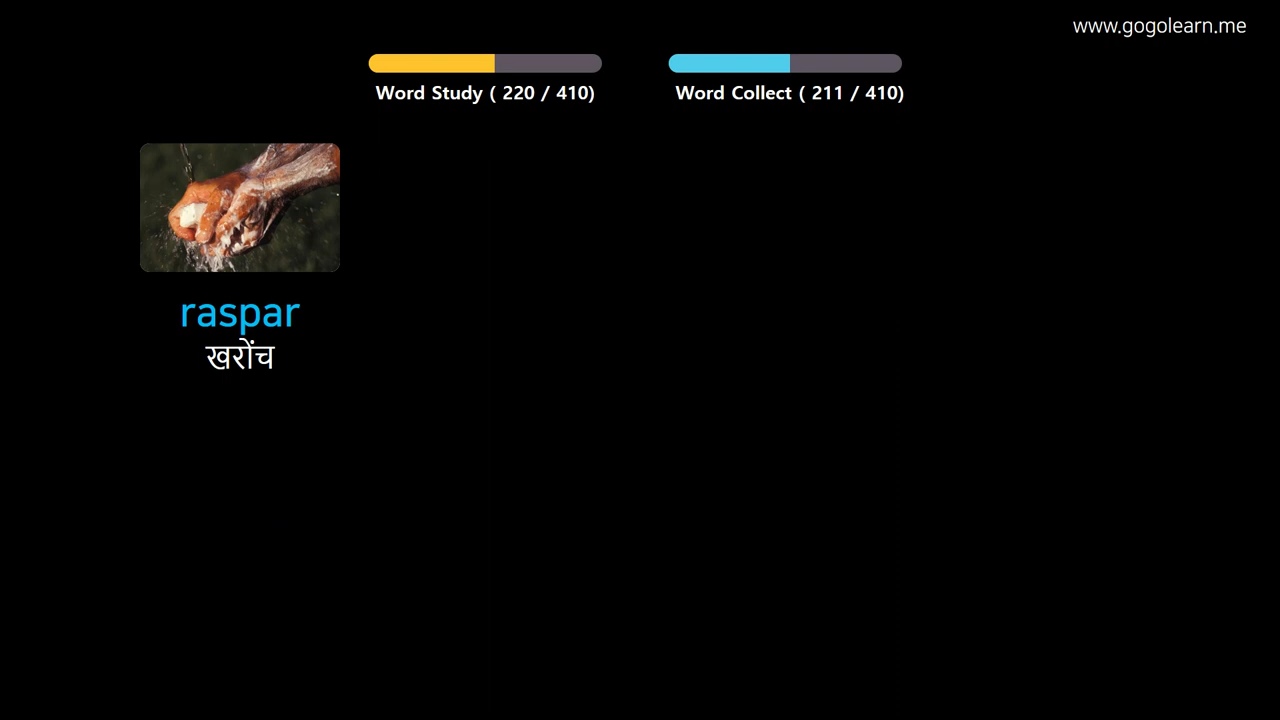 www.gogolearn.me
Word Study ( 220 / 410)
Word Collect ( 211 / 410)
raspar
खरोंच